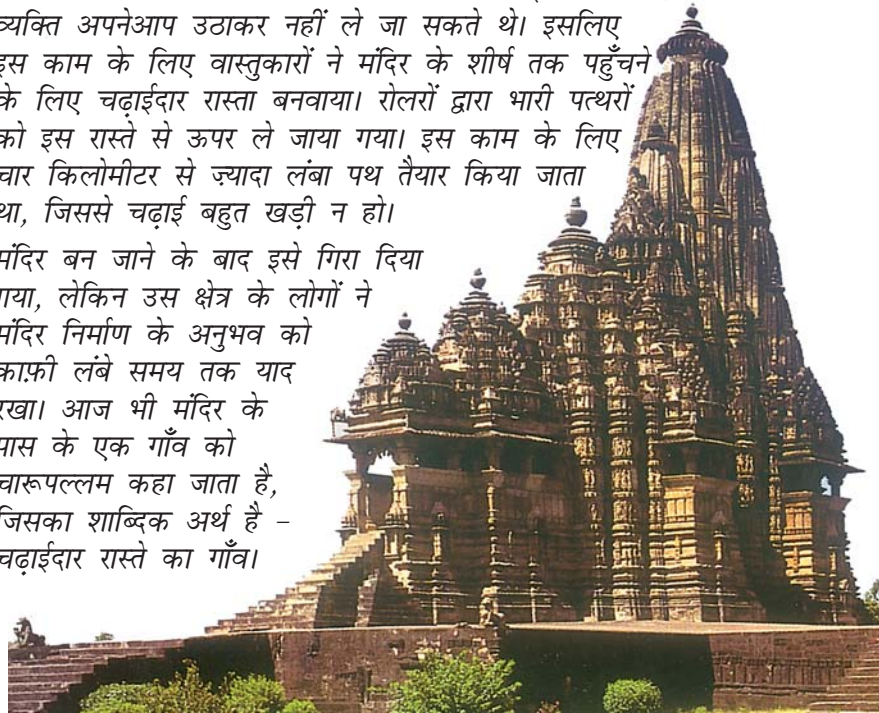 व्यक्ति अपनेआप उठाकर नहीं ले जा सकते थे। इसलिए
इस काम के लिए वास्तुकारों ने मंदिर के शीर्ष तक पहुँचने
के लिए चढ़ाईदार रास्ता बनवाया। रोलरों द्वारा भारी पत्थरों
को इस रास्ते से ऊपर ले जाया गया। इस काम के लिए
चार किलोमीटर से ज़्यादा लंबा पथ तैयार किया जाता
था, जिससे चढ़ाई बहुत खड़ी न हो।
मंदिर बन जाने के बाद इसे गिरा दिया
गया, लेकिन उस क्षेत्र के लोगों ने
मंदिर निर्माण के अनुभव को
काफ़ी लंबे समय तक याद
रखा। आज भी मंदिर के
पास के एक गाँव को
चारूपल्लम कहा जाता है,
जिसका शाब्दिक अर्थ है –
चढ़ाईदार रास्ते का गाँव।